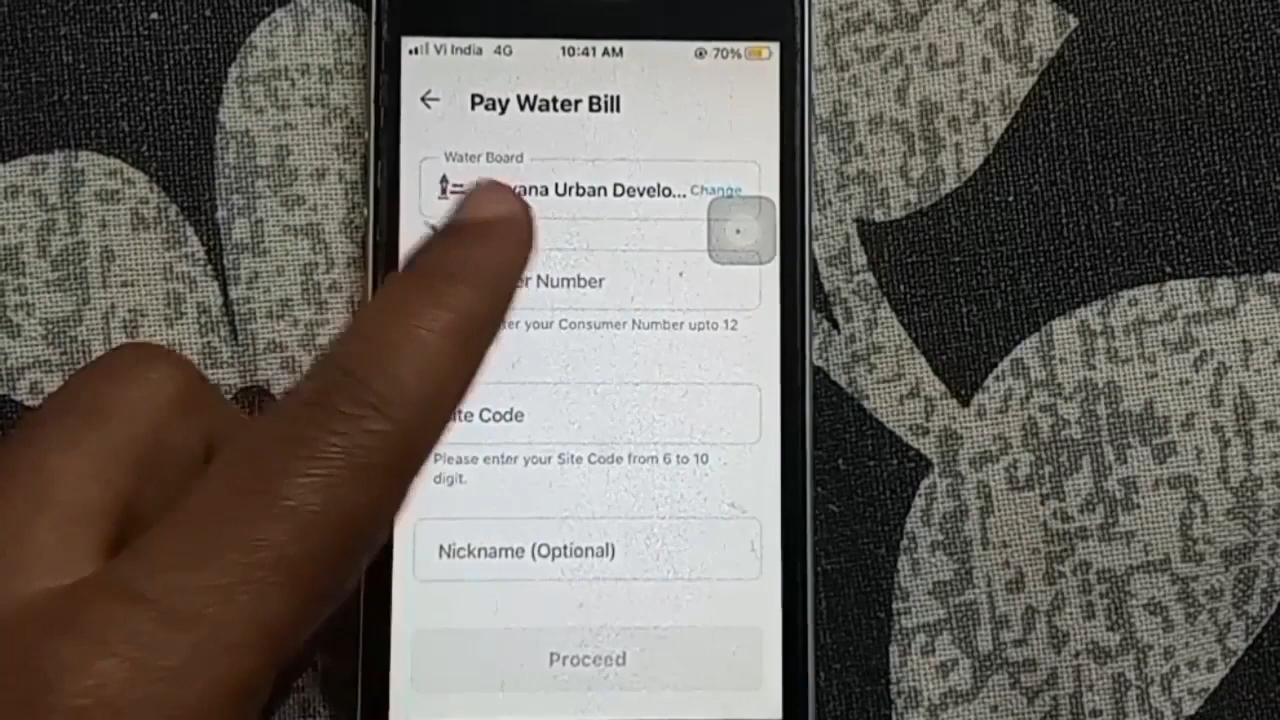 Vi India 4G 10:41 AM 70%
Pay Water Bill
Water Board
Urban Develo... Change
Number
your Consumer Number upto 12
Code
Please enter your Site Code from 6 to 10
digit.
Nickname (Optional)
Proceed